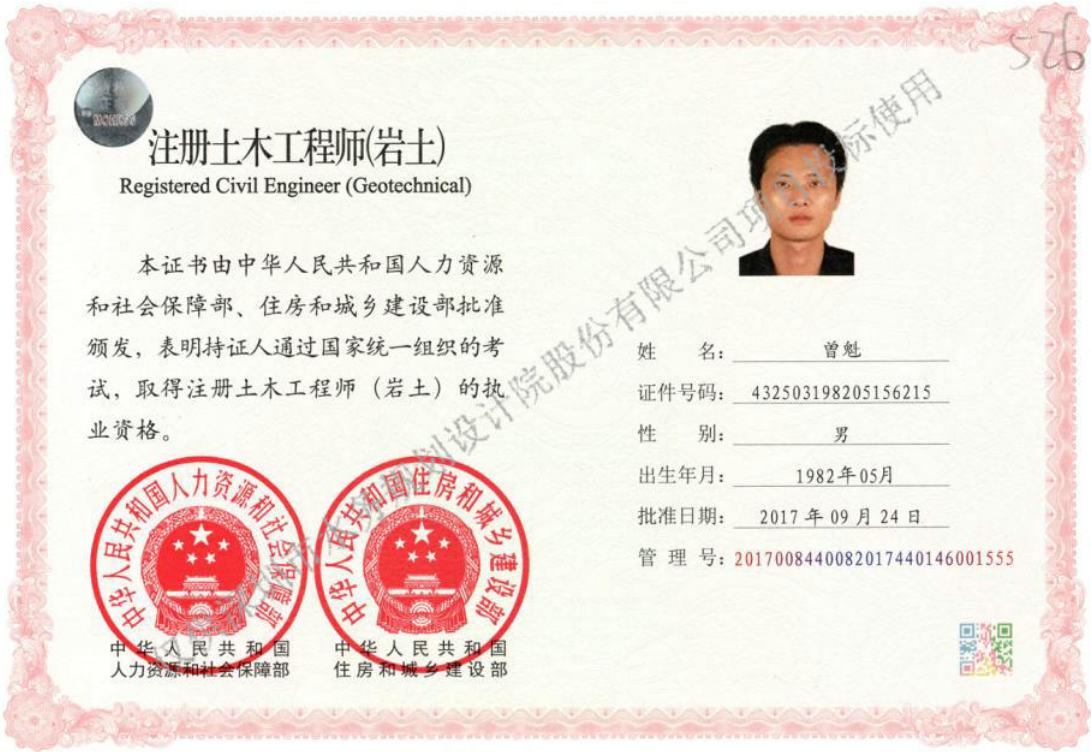 526
注册土木工程师(岩土)
Registered Civil Engineer (Geotechnical)
本证书由中华人民共和国人力资源
和社会保障部、住房和城乡建设部批准
颁发，表明持证人通过国家统一组织的考
试，取得注册土木工程师（岩土）的执
业资格。
中华人民共和国人力资源和社会保障部
中华人民共和国住房和城乡建设部
中华人民共和国
人力资源和社会保障部
中华人民共和国
住房和城乡建设部
姓 名： 曾魁
证件号码： 432503198205156215
性 别： 男
出生年月： 1982年05月
批准日期： 2017年09月24日
管 理 号： 2017008440082017440146001555
划设计院股份有限公司项
标使用